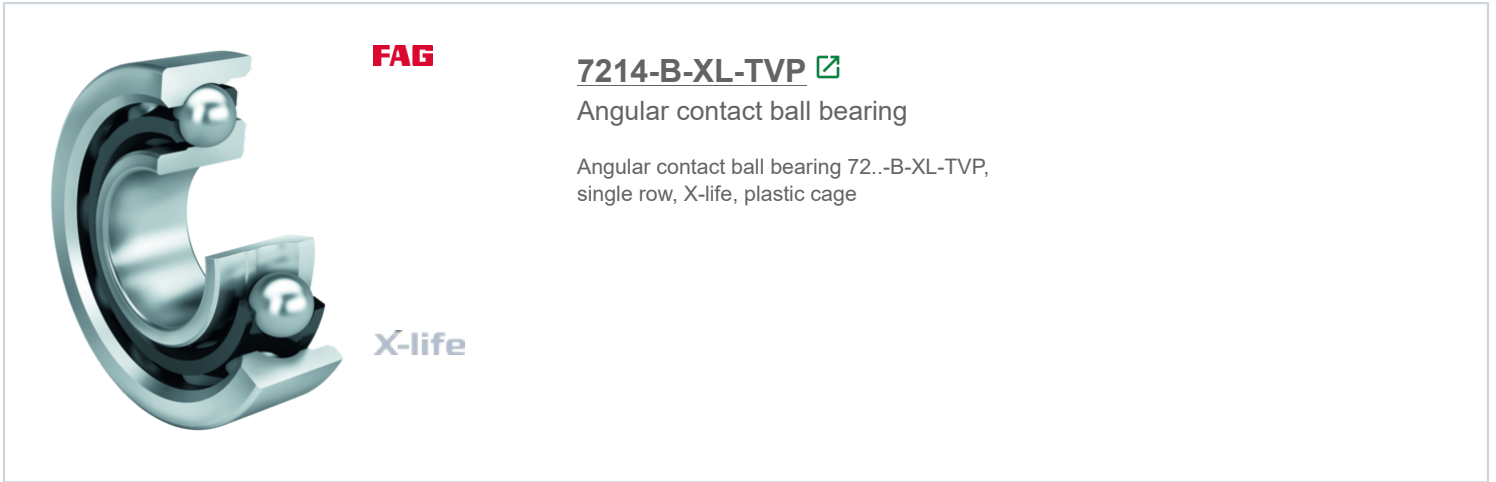 FAG
7214-B-XL-TVP
Angular contact ball bearing
Angular contact ball bearing 72..-B-XL-TVP,
single row, X-life, plastic cage
X-life